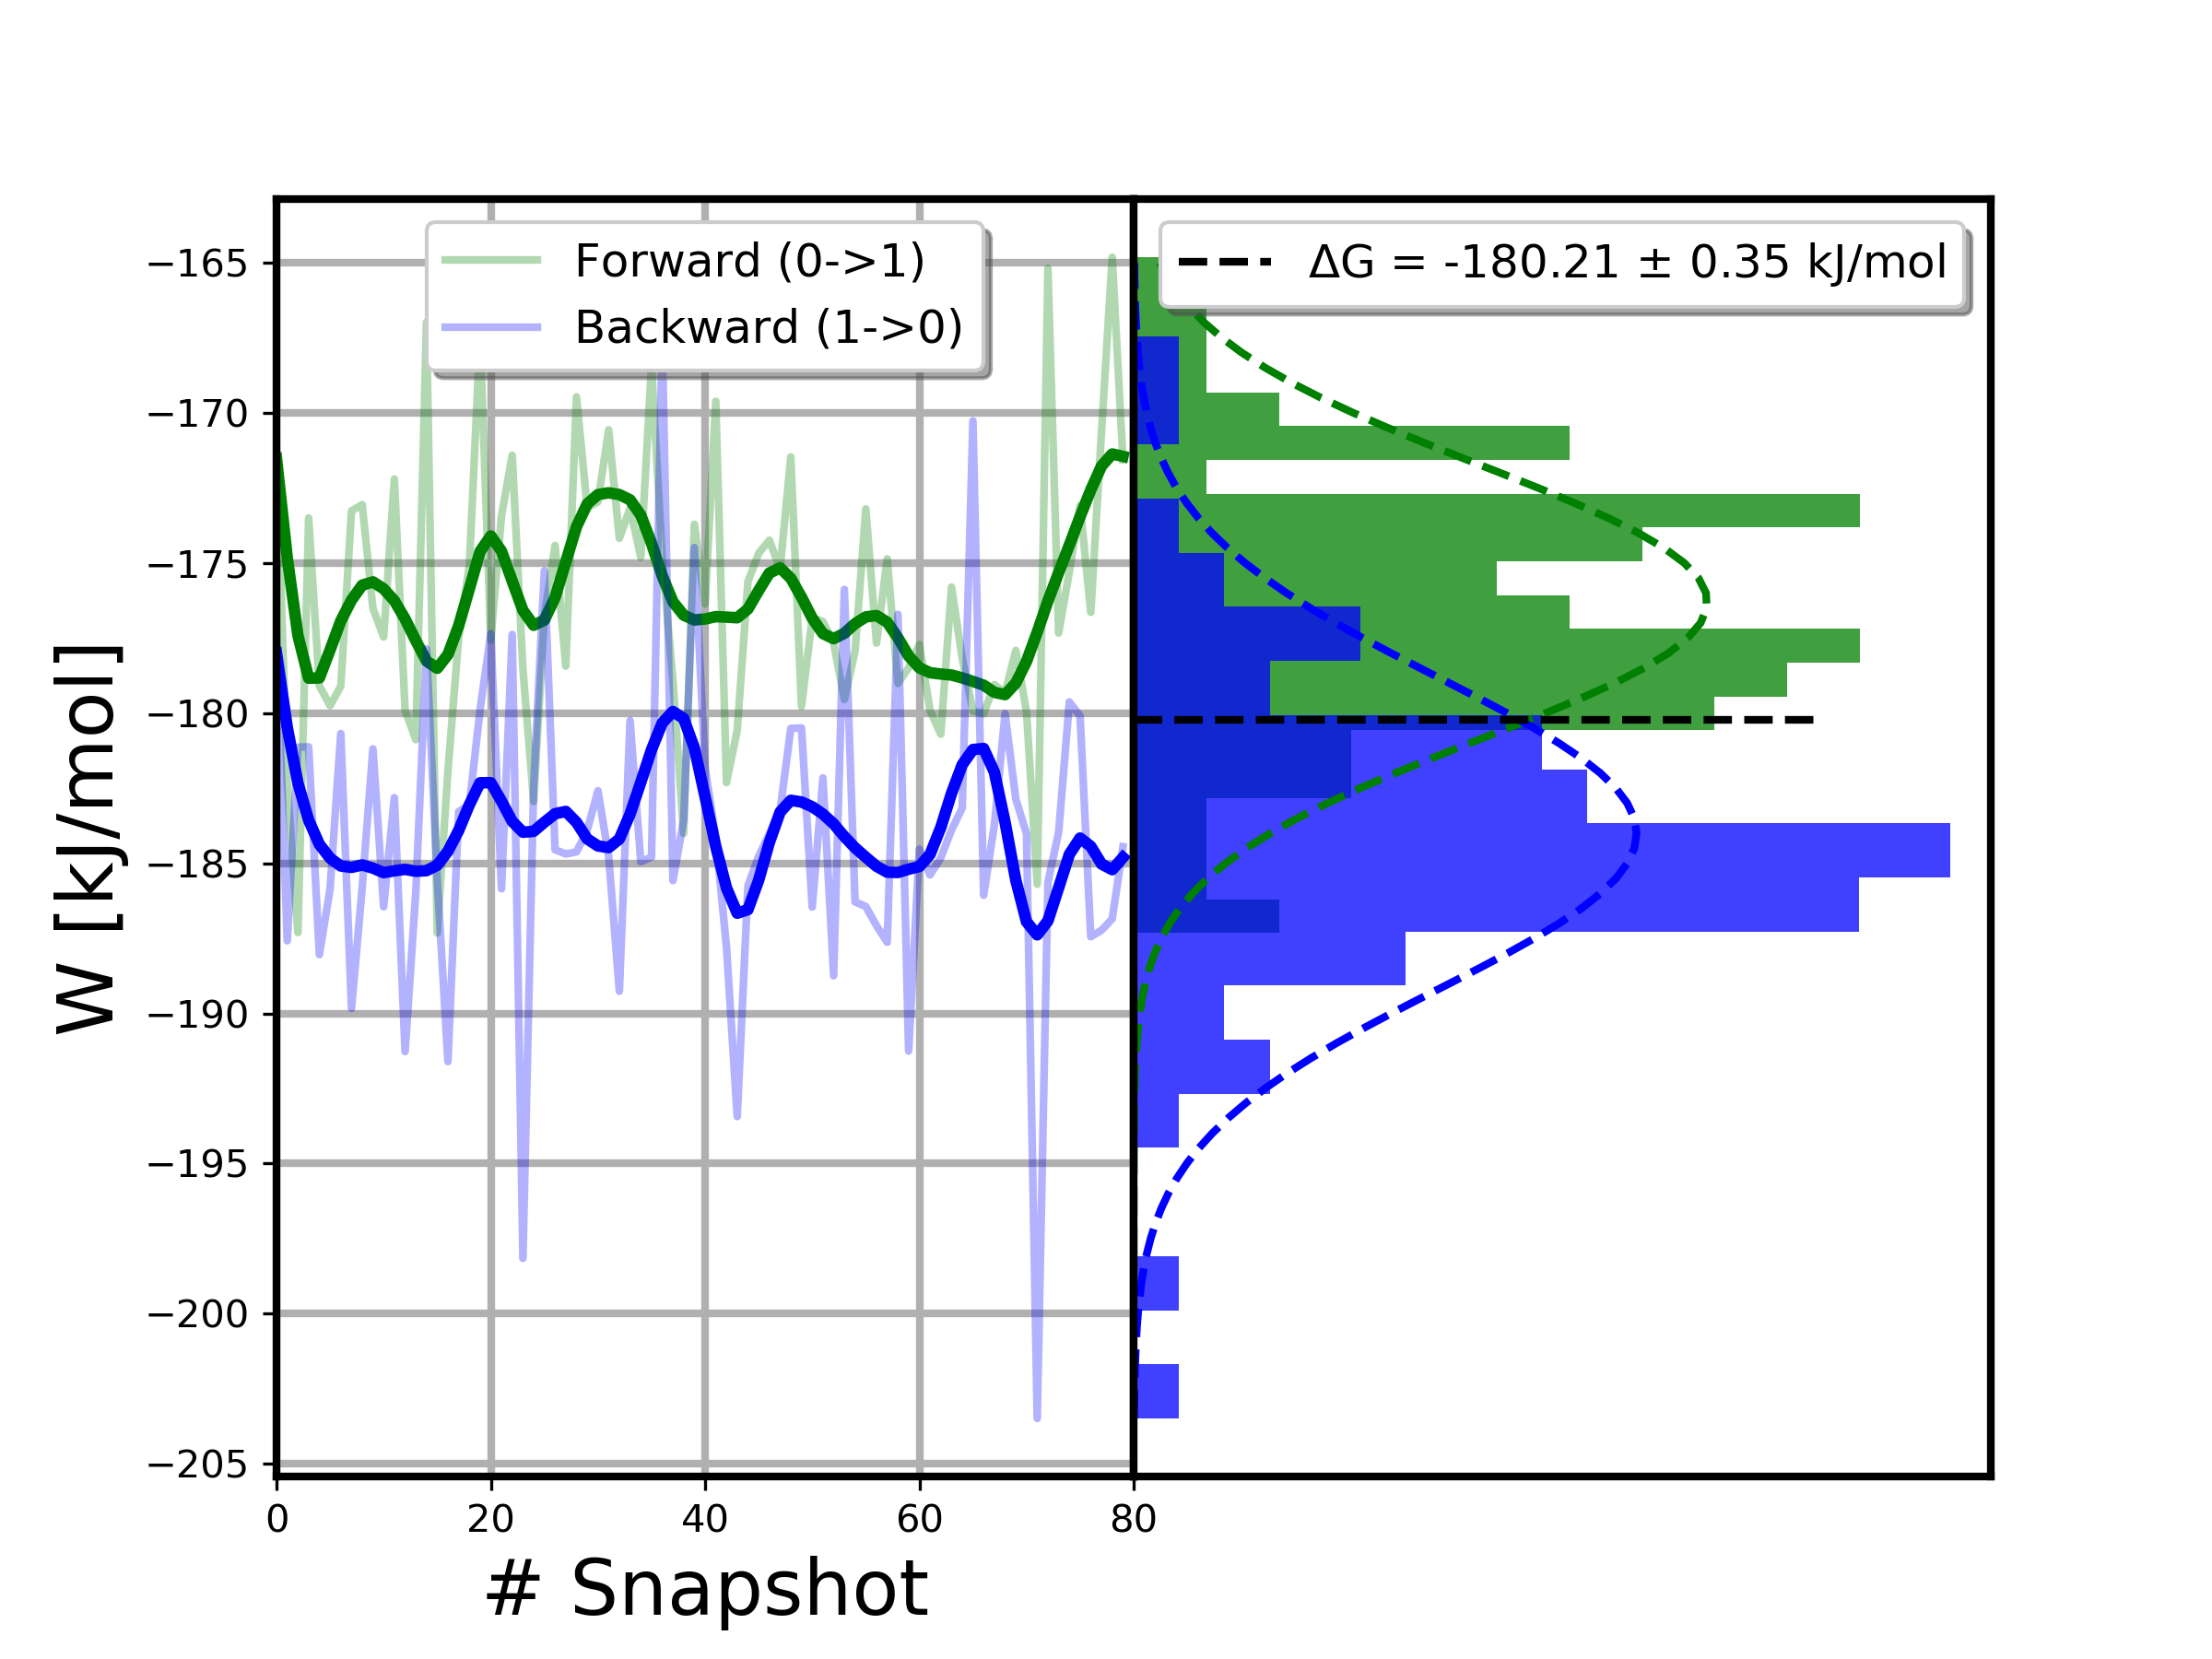 Forward (0->1)
Backward (1->0)
ΔG = -180.21 ± 0.35 kJ/mol
−165
−170
−175
−180
−185
−190
−195
−200
−205
W [kJ/mol]
0 20 40 60 80
# Snapshot